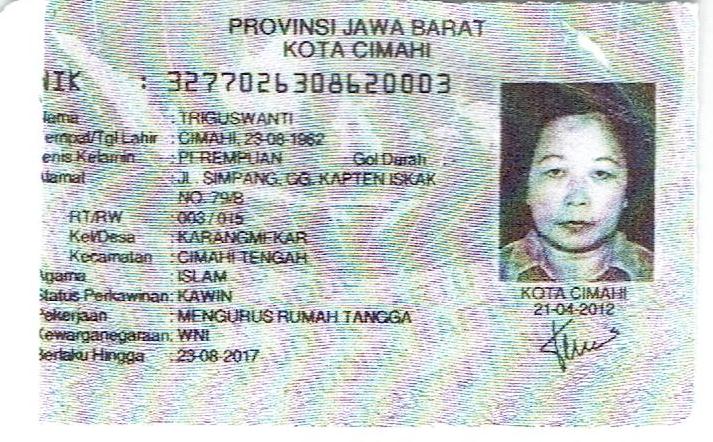 PROVINSI JAWA BARAT
KOTA CIMAHI
NIK : 3277026308620003
Nama : TRIGUSWANTI
Tempat/Tgl Lahir : CIMAHI, 23-08-1962
Jenis Kelamin : PEREMPUAN Gol Darah :
Alamat : JL. SIMPANG. GG. KAPTEN ISKAK
NO. 79/B
RT/RW : 003 / 015
Kel/Desa : KARANGMEKAR
Kecamatan : CIMAHI TENGAH
Agama : ISLAM
Status Perkawinan: KAWIN
Pekerjaan : MENGURUS RUMAH TANGGA
Kewarganegaraan: WNI
Berlaku Hingga : 23-08-2017
KOTA CIMAHI
21-04-2012